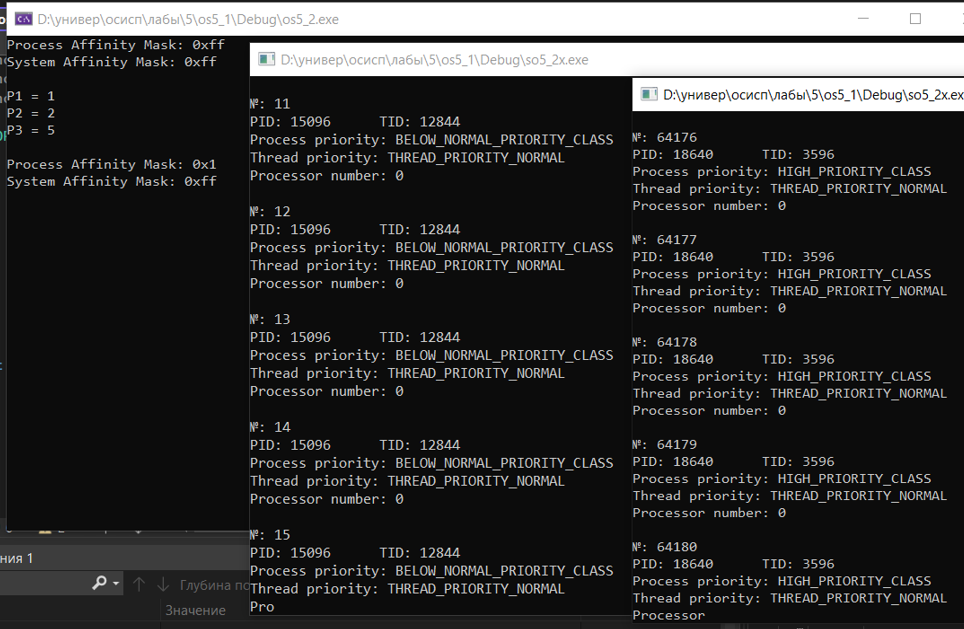 D:\универ\осисп\лабы\5\os5_1\Debug\os5_2.exe
Process Affinity Mask: 0xff
System Affinity Mask: 0xff
P1 = 1
P2 = 2
P3 = 5
Process Affinity Mask: 0x1
System Affinity Mask: 0xff
ния 1
Глубина по
Значение
D:\универ\осисп\лабы\5\os5_1\Debug\so5_2x.exe
№: 11
PID: 15096 TID: 12844
Process priority: BELOW_NORMAL_PRIORITY_CLASS
Thread priority: THREAD_PRIORITY_NORMAL
Processor number: 0
№: 12
PID: 15096 TID: 12844
Process priority: BELOW_NORMAL_PRIORITY_CLASS
Thread priority: THREAD_PRIORITY_NORMAL
Processor number: 0
№: 13
PID: 15096 TID: 12844
Process priority: BELOW_NORMAL_PRIORITY_CLASS
Thread priority: THREAD_PRIORITY_NORMAL
Processor number: 0
№: 14
PID: 15096 TID: 12844
Process priority: BELOW_NORMAL_PRIORITY_CLASS
Thread priority: THREAD_PRIORITY_NORMAL
Processor number: 0
№: 15
PID: 15096 TID: 12844
Process priority: BELOW_NORMAL_PRIORITY_CLASS
Thread priority: THREAD_PRIORITY_NORMAL
Pro
D:\универ\осисп\лабы\5\os5_1\Debug\so5_2x.ex
№: 64176
PID: 18640 TID: 3596
Process priority: HIGH_PRIORITY_CLASS
Thread priority: THREAD_PRIORITY_NORMAL
Processor number: 0
№: 64177
PID: 18640 TID: 3596
Process priority: HIGH_PRIORITY_CLASS
Thread priority: THREAD_PRIORITY_NORMAL
Processor number: 0
№: 64178
PID: 18640 TID: 3596
Process priority: HIGH_PRIORITY_CLASS
Thread priority: THREAD_PRIORITY_NORMAL
Processor number: 0
№: 64179
PID: 18640 TID: 3596
Process priority: HIGH_PRIORITY_CLASS
Thread priority: THREAD_PRIORITY_NORMAL
Processor number: 0
№: 64180
PID: 18640 TID: 3596
Process priority: HIGH_PRIORITY_CLASS
Thread priority: THREAD_PRIORITY_NORMAL
Processor